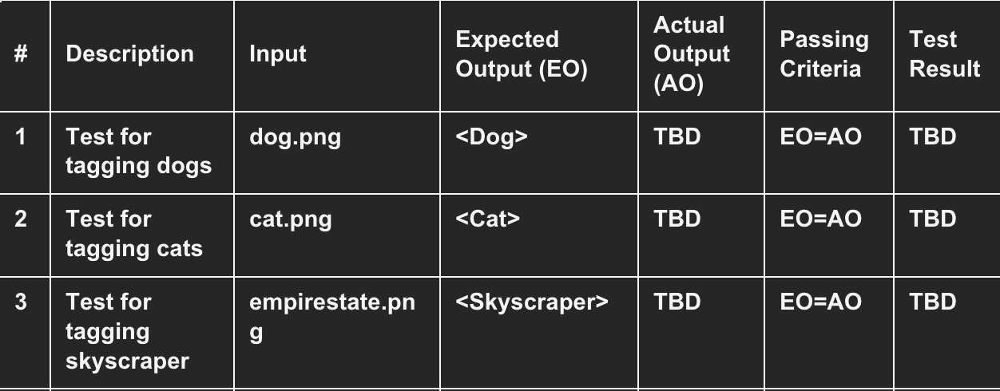 #
Description
Input
Expected
Output (EO)
Actual
Output
(AO)
Passing
Criteria
Test
Result
1
Test for
tagging dogs
dog.png
<Dog>
TBD
EO=AO
TBD
2
Test for
tagging cats
cat.png
<Cat>
TBD
EO=AO
TBD
3
Test for
tagging
skyscraper
empirestate.pn
g
<Skyscraper>
TBD
EO=AO
TBD